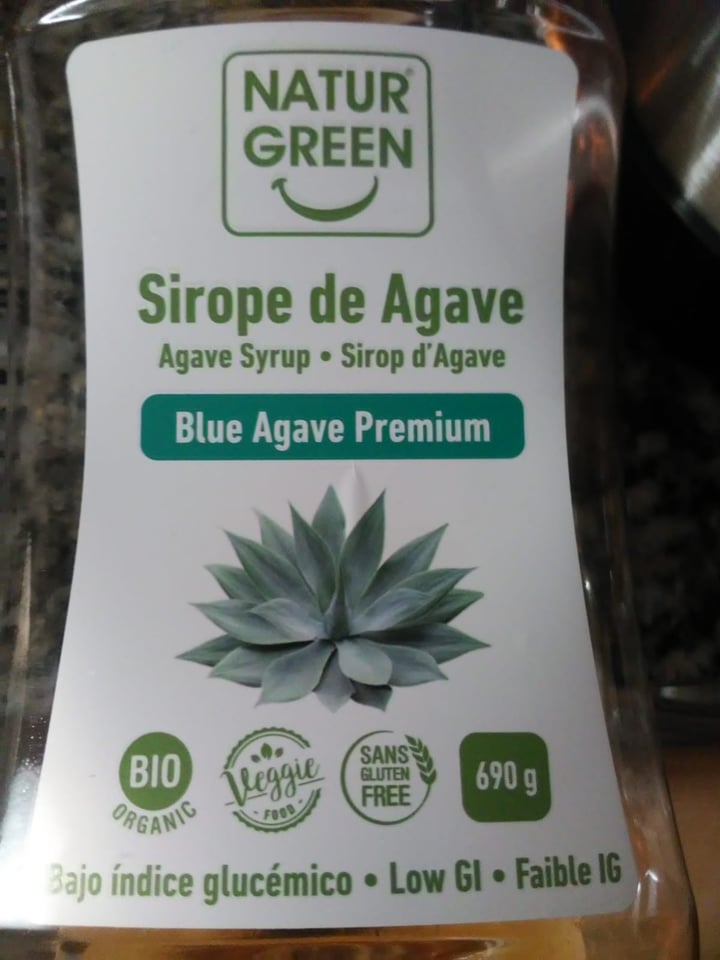 NATUR®
GREEN
Sirope de Agave
Agave Syrup • Sirop d'Agave
Blue Agave Premium
BIO
ORGANIC
Veggie
FOOD
SANS
GLUTEN
FREE
690 g
Bajo índice glucémico • Low GI • Faible IG